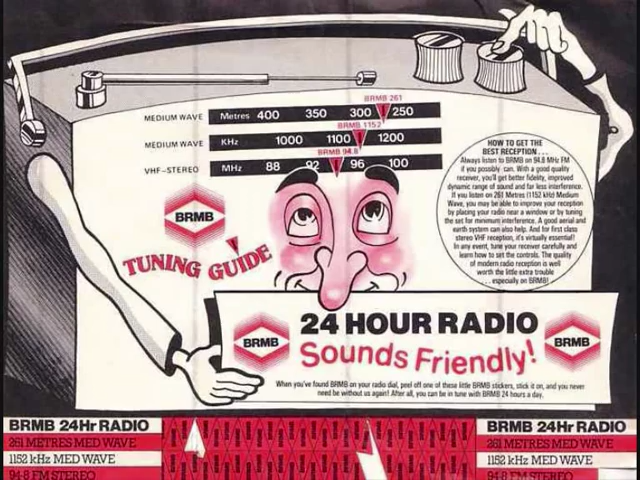 BRMB 261
MEDIUM WAVE Metres 400 350 300 250
BRMB 1152
MEDIUM WAVE KHz 1000 1100 1200
BRMB 94.8
VHF-STEREO MHz 88 92 96 100
HOW TO GET THE
BEST RECEPTION...
Always listen to BRMB on 94.8 MHz FM
if you possibly can. With a good quality
receiver, you'll get better fidelity, improved
dynamic range of sound and far less interference.
If you listen on 261 Metres (1152 kHz) Medium
Wave, you may be able to improve your reception
by placing your radio near a window or by tuning
the set for minimum interference. A good aerial and
earth system can also help. And for first class
stereo VHF reception, it's virtually essential!
In any event, tune your receiver carefully and
learn how to set the controls. The quality
of modern radio reception is well
worth the little extra trouble
...especially on BRMB!
BRMB
TUNING GUIDE
BRMB
24 HOUR RADIO
Sounds Friendly!
BRMB
When you've found BRMB on your radio dial, peel off one of these little BRMB stickers, stick it on, and you never
need be without us again! After all, you can be in tune with BRMB 24 hours a day.
BRMB 24Hr RADIO
261 METRES MED WAVE
1152 kHz MED WAVE
94·8 FM STEREO
BRMB 24Hr RADIO
261 METRES MED WAVE
1152 kHz MED WAVE
94·8 FM STEREO